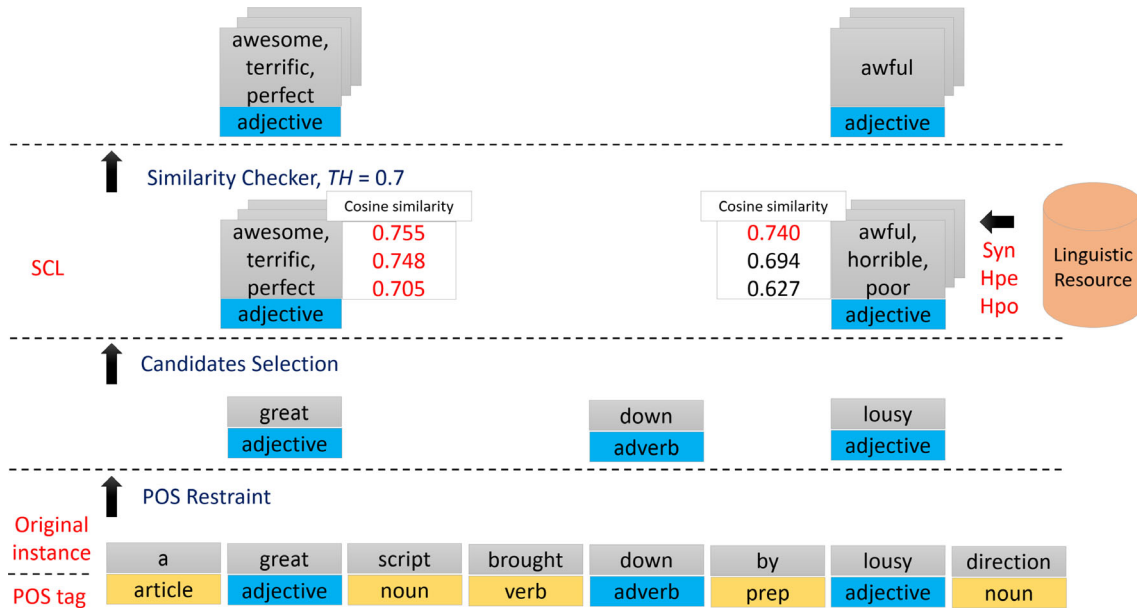 awesome,
terrific,
perfect
adjective
awful
adjective
Similarity Checker, TH = 0.7
Cosine similarity
Cosine similarity
awesome,
terrific,
perfect
adjective
0.755
0.748
0.705
0.740
0.694
0.627
awful,
horrible,
poor
adjective
SCL
Syn
Hpe
Hpo
Linguistic
Resource
Candidates Selection
great
adjective
down
adverb
lousy
adjective
POS Restraint
Original
instance
a
great
script
brought
down
by
lousy
direction
POS tag
article
adjective
noun
verb
adverb
prep
adjective
noun